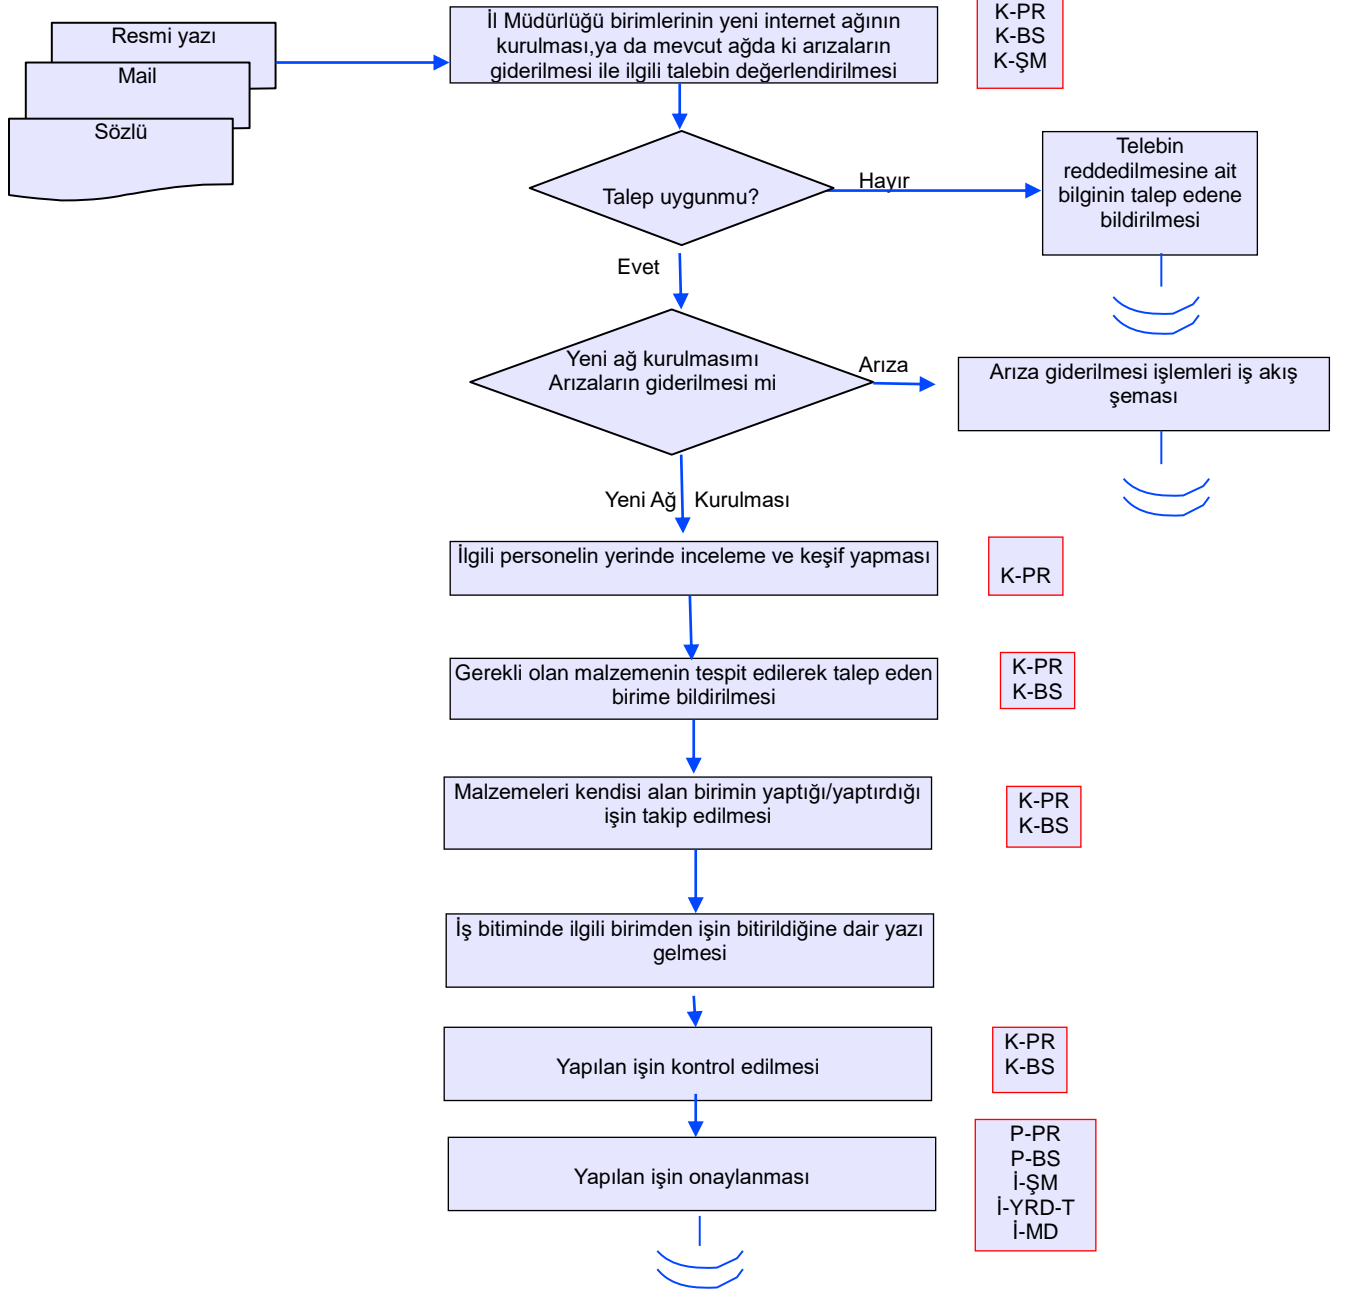 Resmi yazı
Mail
Sözlü
İl Müdürlüğü birimlerinin yeni internet ağının
kurulması,ya da mevcut ağda ki arızaların
giderilmesi ile ilgili talebin değerlendirilmesi
K-PR
K-BS
K-ŞM
Talep uygunmu?
Hayır
Telebin
reddedilmesine ait
bilginin talep edene
bildirilmesi
Evet
Yeni ağ kurulmasımı
Arızaların giderilmesi mi
Arıza
Arıza giderilmesi işlemleri iş akış
şeması
Yeni Ağ Kurulması
İlgili personelin yerinde inceleme ve keşif yapması
K-PR
Gerekli olan malzemenin tespit edilerek talep eden
birime bildirilmesi
K-PR
K-BS
Malzemeleri kendisi alan birimin yaptığı/yaptırdığı
işin takip edilmesi
K-PR
K-BS
İş bitiminde ilgili birimden işin bitirildiğine dair yazı
gelmesi
Yapılan işin kontrol edilmesi
K-PR
K-BS
Yapılan işin onaylanması
P-PR
P-BS
İ-ŞM
İ-YRD-T
İ-MD